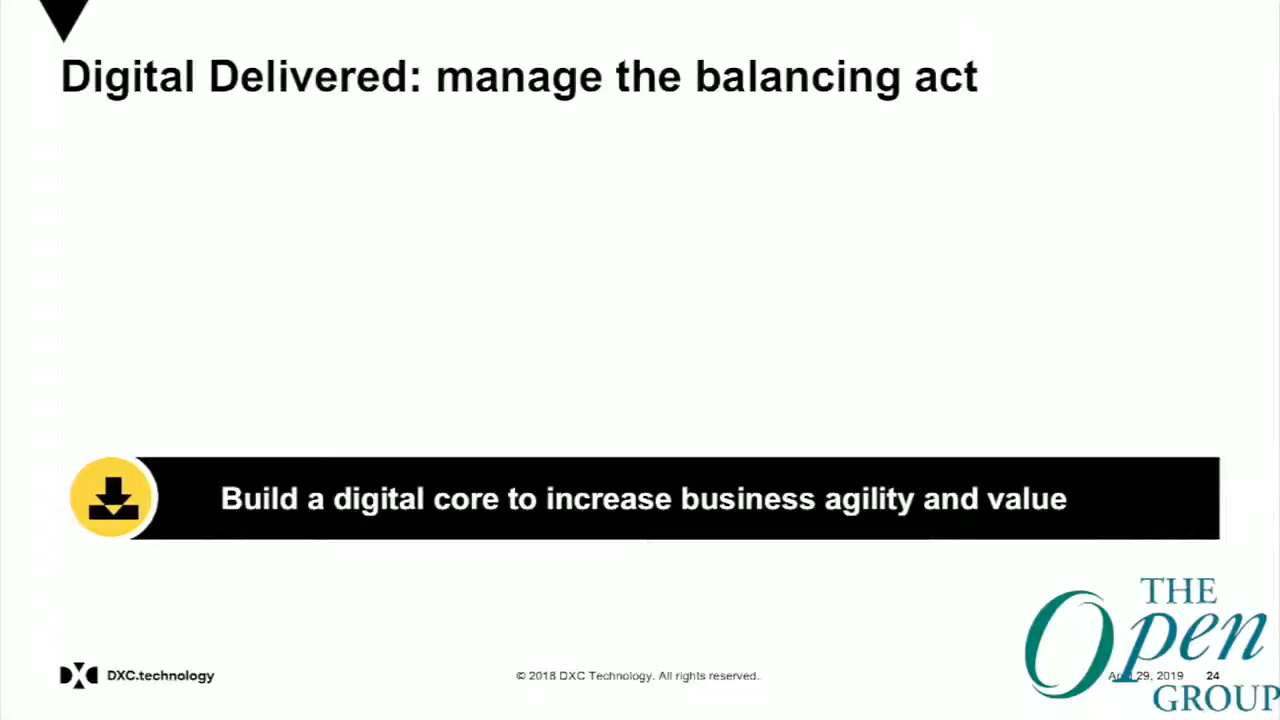 Digital Delivered: manage the balancing act
Build a digital core to increase business agility and value
DXC.technology
© 2018 DXC Technology. All rights reserved.
April 29, 2019 24
THE
Open
GROUP